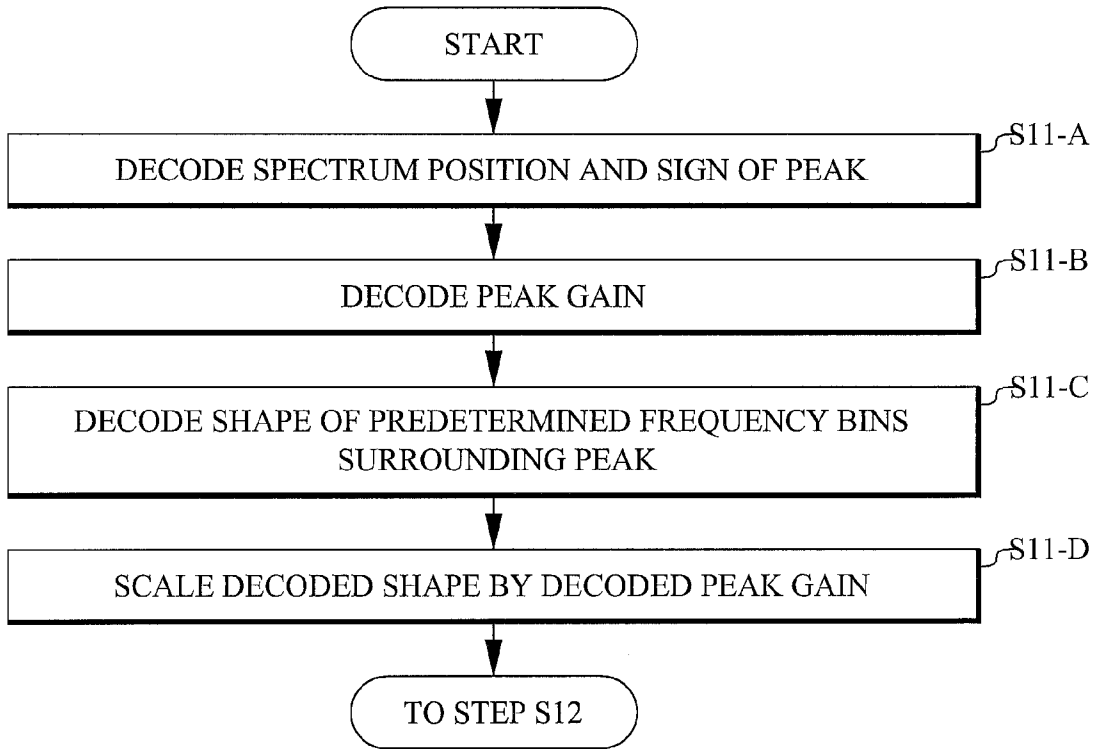 START
S11-A
DECODE SPECTRUM POSITION AND SIGN OF PEAK
S11-B
DECODE PEAK GAIN
S11-C
DECODE SHAPE OF PREDETERMINED FREQUENCY BINS
SURROUNDING PEAK
S11-D
SCALE DECODED SHAPE BY DECODED PEAK GAIN
TO STEP S12